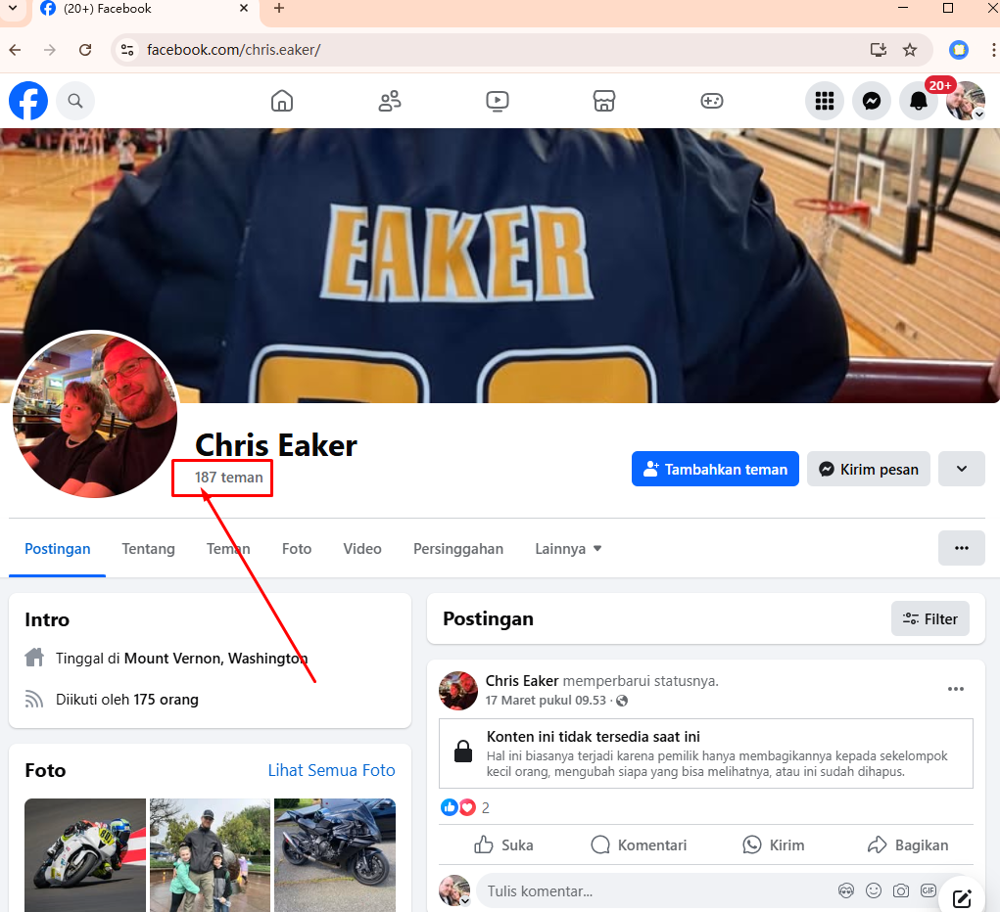 (20+) Facebook
facebook.com/chris.eaker/
20+
EAKER
Chris Eaker
187 teman
Tambahkan teman
Kirim pesan
Postingan
Tentang
Teman
Foto
Video
Persinggahan
Lainnya
Intro
Tinggal di Mount Vernon, Washington
Diikuti oleh 175 orang
Foto
Lihat Semua Foto
Postingan
Filter
Chris Eaker memperbarui statusnya.
17 Maret pukul 09.53 ·
Konten ini tidak tersedia saat ini
Hal ini biasanya terjadi karena pemilik hanya membagikannya kepada sekelompok
kecil orang, mengubah siapa yang bisa melihatnya, atau ini sudah dihapus.
2
Suka
Komentari
Kirim
Bagikan
Tulis komentar...
GIF